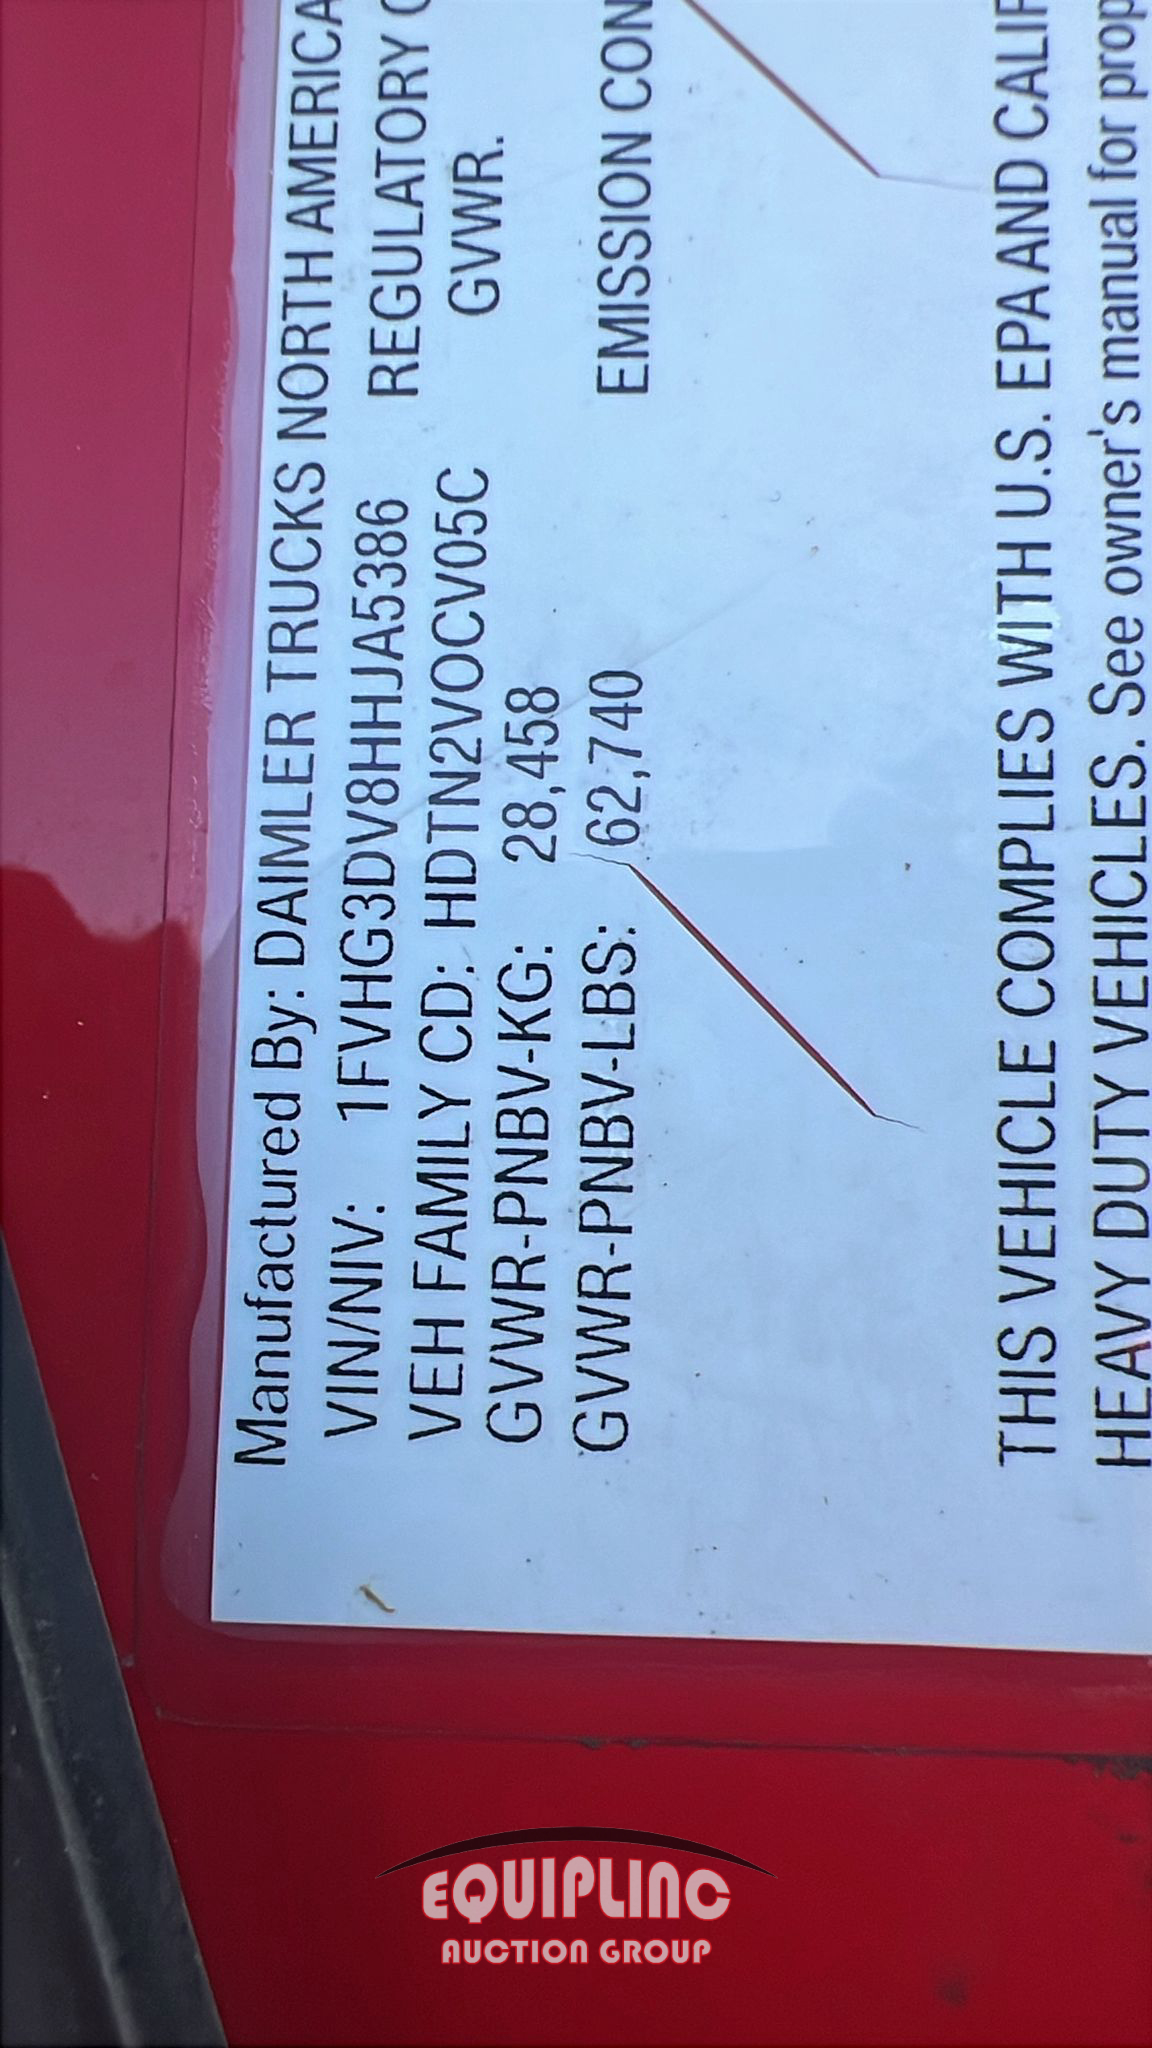 Manufactured By: DAIMLER TRUCKS NORTH AMERICA
VIN/NIV: 1FVHG3DV8HHJA5386 REGULATORY
VEH FAMILY CD: HDTN2VOCV05C GVWR.
GVWR-PNBV-KG: 28,458
GVWR-PNBV-LBS: 62,740 EMISSION CON
THIS VEHICLE COMPLIES WITH U.S. EPA AND CALIF
HEAVY DUTY VEHICLES. See owner's manual for prop
EQUIPLINC
AUCTION GROUP